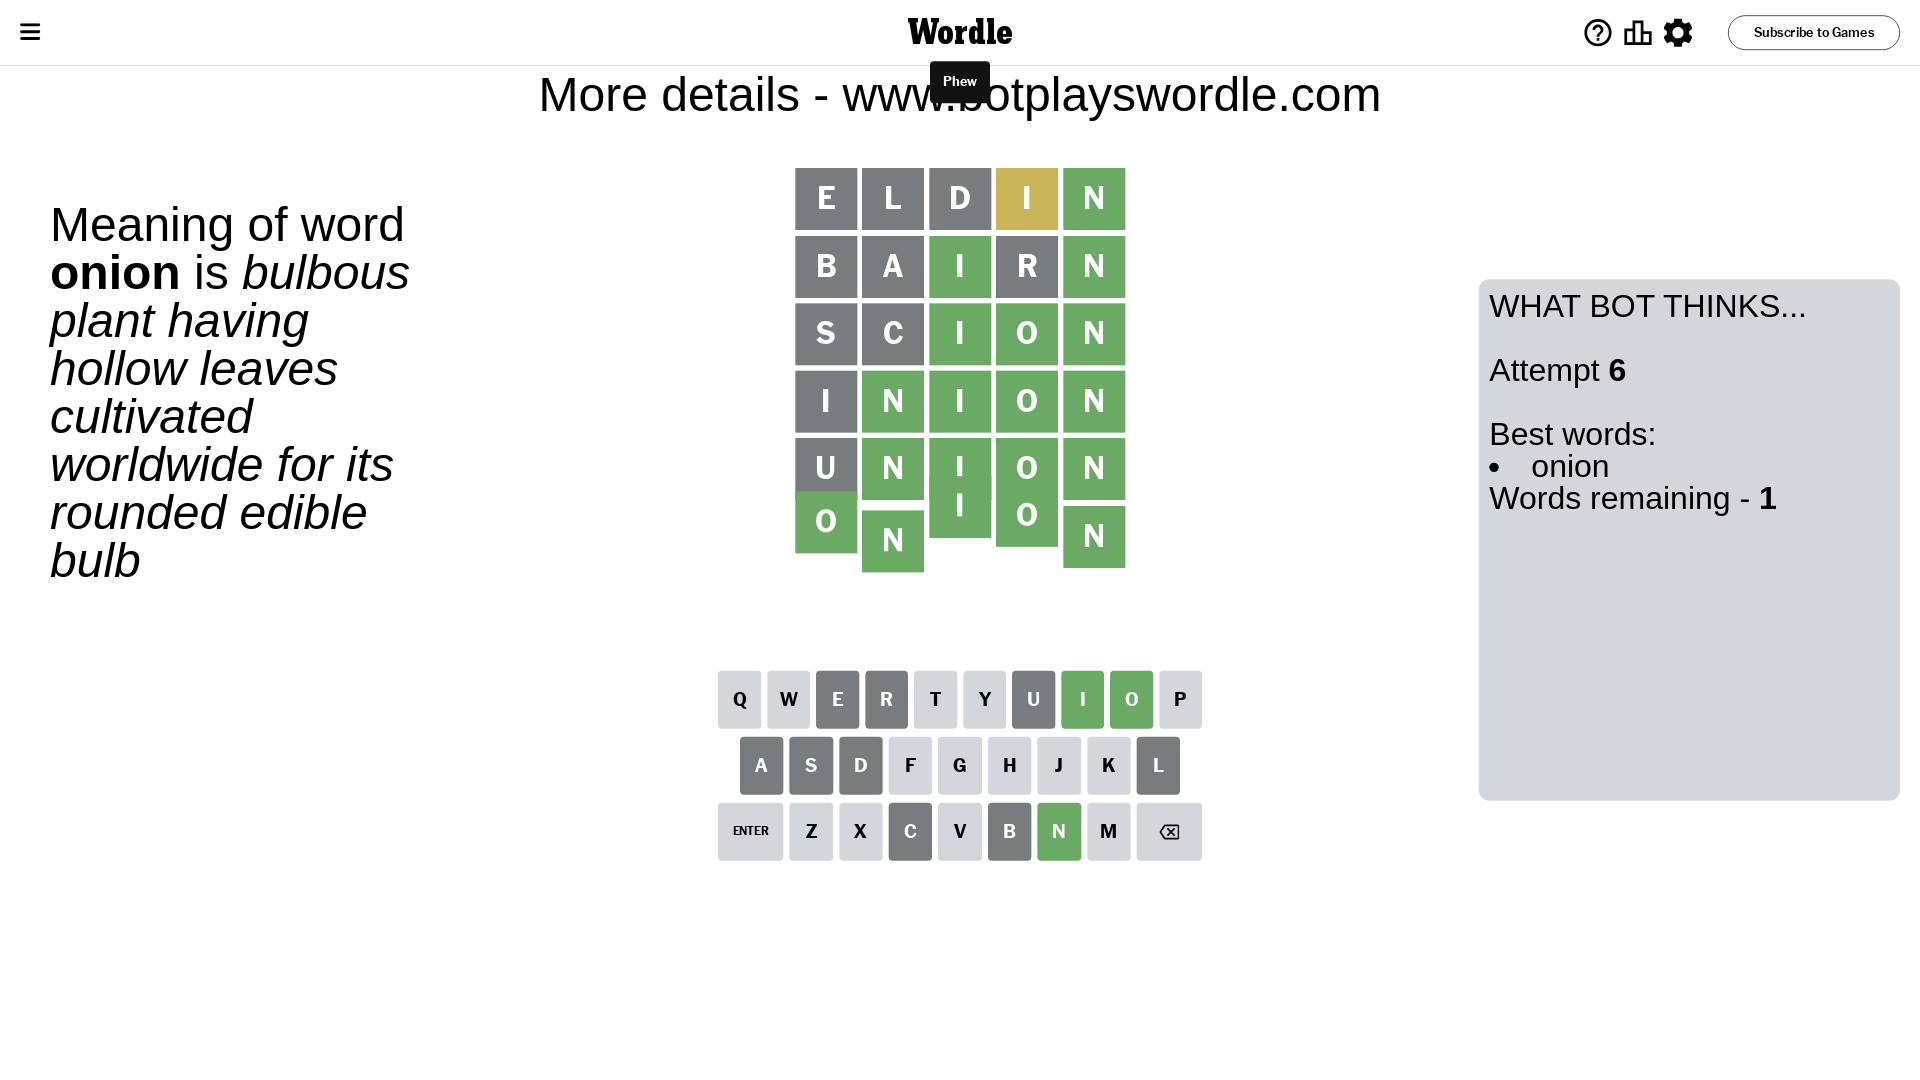 Wordle
Subscribe to Games
Phew
More details - www.botplayswordle.com
Meaning of word
onion is bulbous
plant having
hollow leaves
cultivated
worldwide for its
rounded edible
bulb
E L D I N
B A I R N
S C I O N
I N I O N
U N I O N
O N I O N
WHAT BOT THINKS...
Attempt 6
Best words:
• onion
Words remaining - 1
Q W E R T Y U I O P
A S D F G H J K L
ENTER Z X C V B N M